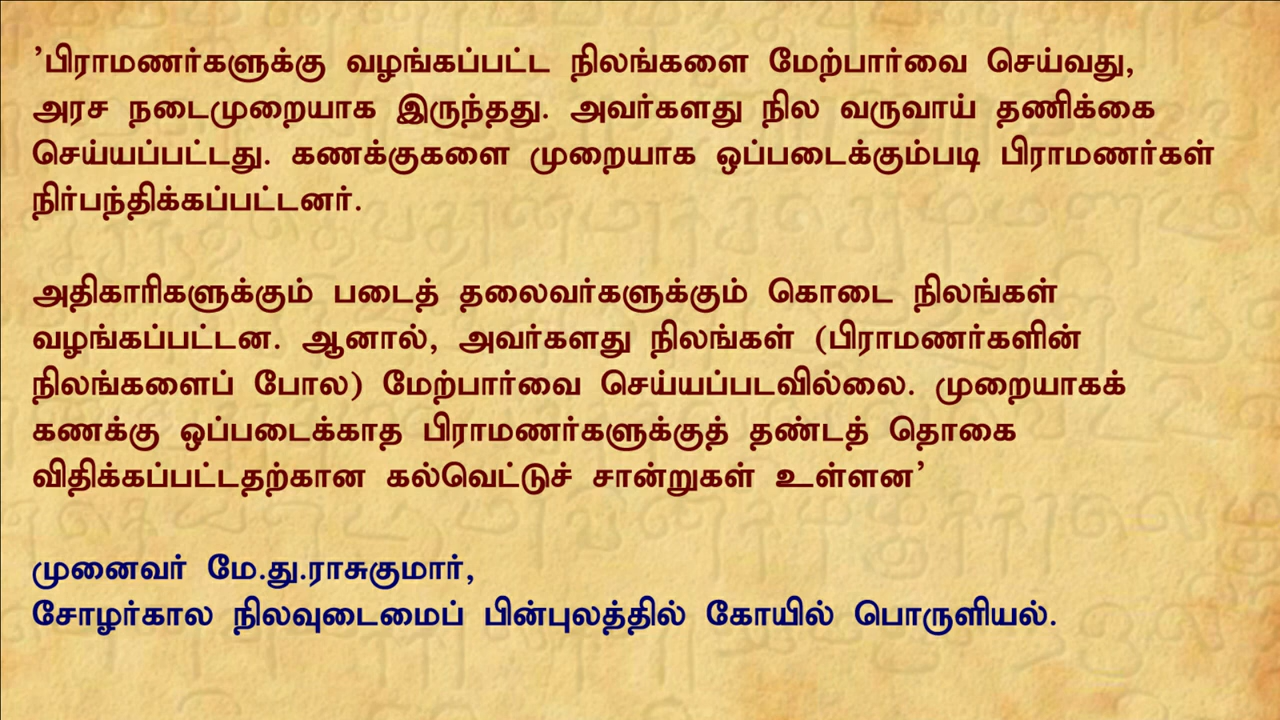 ’பிராமணர்களுக்கு வழங்கப்பட்ட நிலங்களை மேற்பார்வை செய்வது,
அரச நடைமுறையாக இருந்தது. அவர்களது நில வருவாய் தணிக்கை
செய்யப்பட்டது. கணக்குகளை முறையாக ஒப்படைக்கும்படி பிராமணர்கள்
நிர்பந்திக்கப்பட்டனர்.
அதிகாரிகளுக்கும் படைத் தலைவர்களுக்கும் கொடை நிலங்கள்
வழங்கப்பட்டன. ஆனால், அவர்களது நிலங்கள் (பிராமணர்களின்
நிலங்களைப் போல) மேற்பார்வை செய்யப்படவில்லை. முறையாகக்
கணக்கு ஒப்படைக்காத பிராமணர்களுக்குத் தண்டத் தொகை
விதிக்கப்பட்டதற்கான கல்வெட்டுச் சான்றுகள் உள்ளன’
முனைவர் மே.து.ராசுகுமார்,
சோழர்கால நிலவுடைமைப் பின்புலத்தில் கோயில் பொருளியல்.